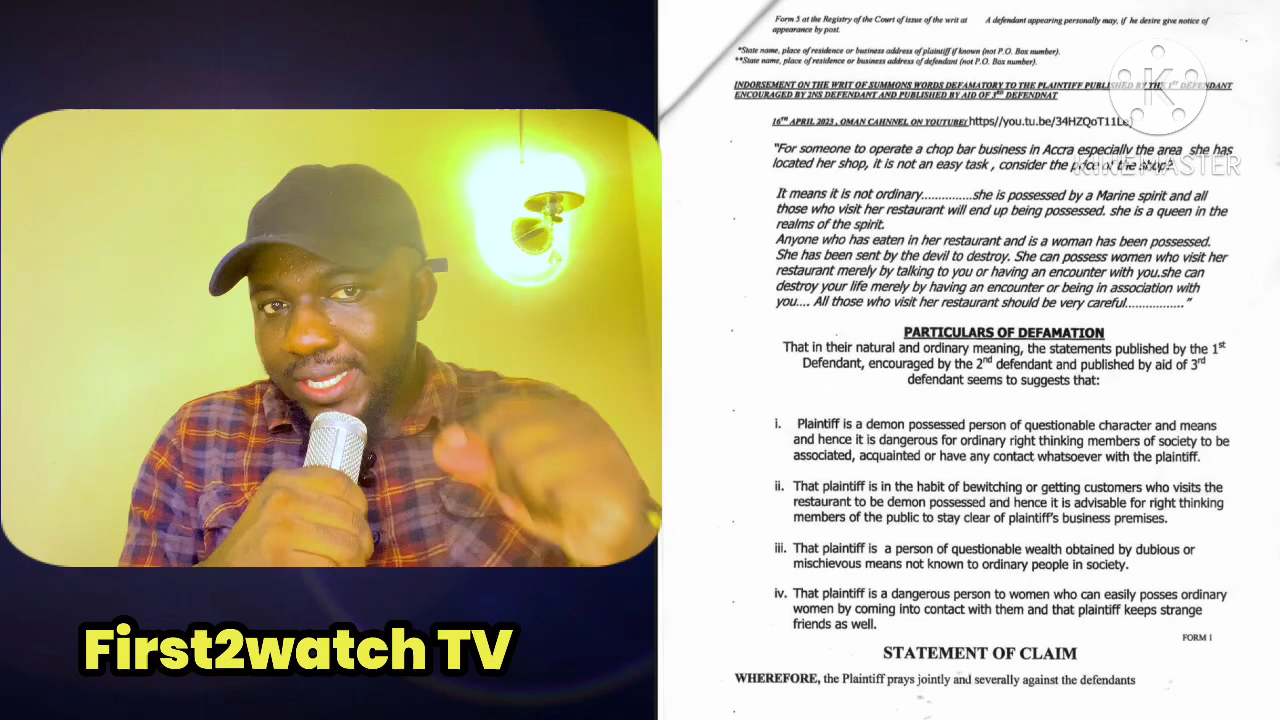 First2watch TV
Form 5 at the Registry of the Court of issue of the writ at A defendant appearing personally may, if he desire give notice of
appearance by post.
*State name, place of residence or business address of plaintiff if known (not P.O. Box number).
**State name, place of residence or business address of defendant (not P.O. Box number).
INDORSEMENT ON THE WRIT OF SUMMONS WORDS DEFAMATORY TO THE PLAINTIFF PUBLISHED BY THE 1ST DEFENDANT
ENCOURAGED BY 2NS DEFENDANT AND PUBLISHED BY AID OF 3RD DEFENDNAT
16TH APRIL 2023 , OMAN CAHNNEL ON YOUTUBE( https//you.tu.be/34HZQoT11Le)
"For someone to operate a chop bar business in Accra especially the area she has
located her shop, it is not an easy task , consider the price of the shop?
It means it is not ordinary...............she is possessed by a Marine spirit and all
those who visit her restaurant will end up being possessed. she is a queen in the
realms of the spirit.
Anyone who has eaten in her restaurant and is a woman has been possessed.
She has been sent by the devil to destroy. She can possess women who visit her
restaurant merely by talking to you or having an encounter with you.she can
destroy your life merely by having an encounter or being in association with
you.... All those who visit her restaurant should be very careful................"
PARTICULARS OF DEFAMATION
That in their natural and ordinary meaning, the statements published by the 1st
Defendant, encouraged by the 2nd defendant and published by aid of 3rd
defendant seems to suggests that:
i. Plaintiff is a demon possessed person of questionable character and means
and hence it is dangerous for ordinary right thinking members of society to be
associated, acquainted or have any contact whatsoever with the plaintiff.
ii. That plaintiff is in the habit of bewitching or getting customers who visits the
restaurant to be demon possessed and hence it is advisable for right thinking
members of the public to stay clear of plaintiff's business premises.
iii. That plaintiff is a person of questionable wealth obtained by dubious or
mischievous means not known to ordinary people in society.
iv. That plaintiff is a dangerous person to women who can easily posses ordinary
women by coming into contact with them and that plaintiff keeps strange
friends as well.
FORM 1
STATEMENT OF CLAIM
WHEREFORE, the Plaintiff prays jointly and severally against the defendants
K
KINEMASTER